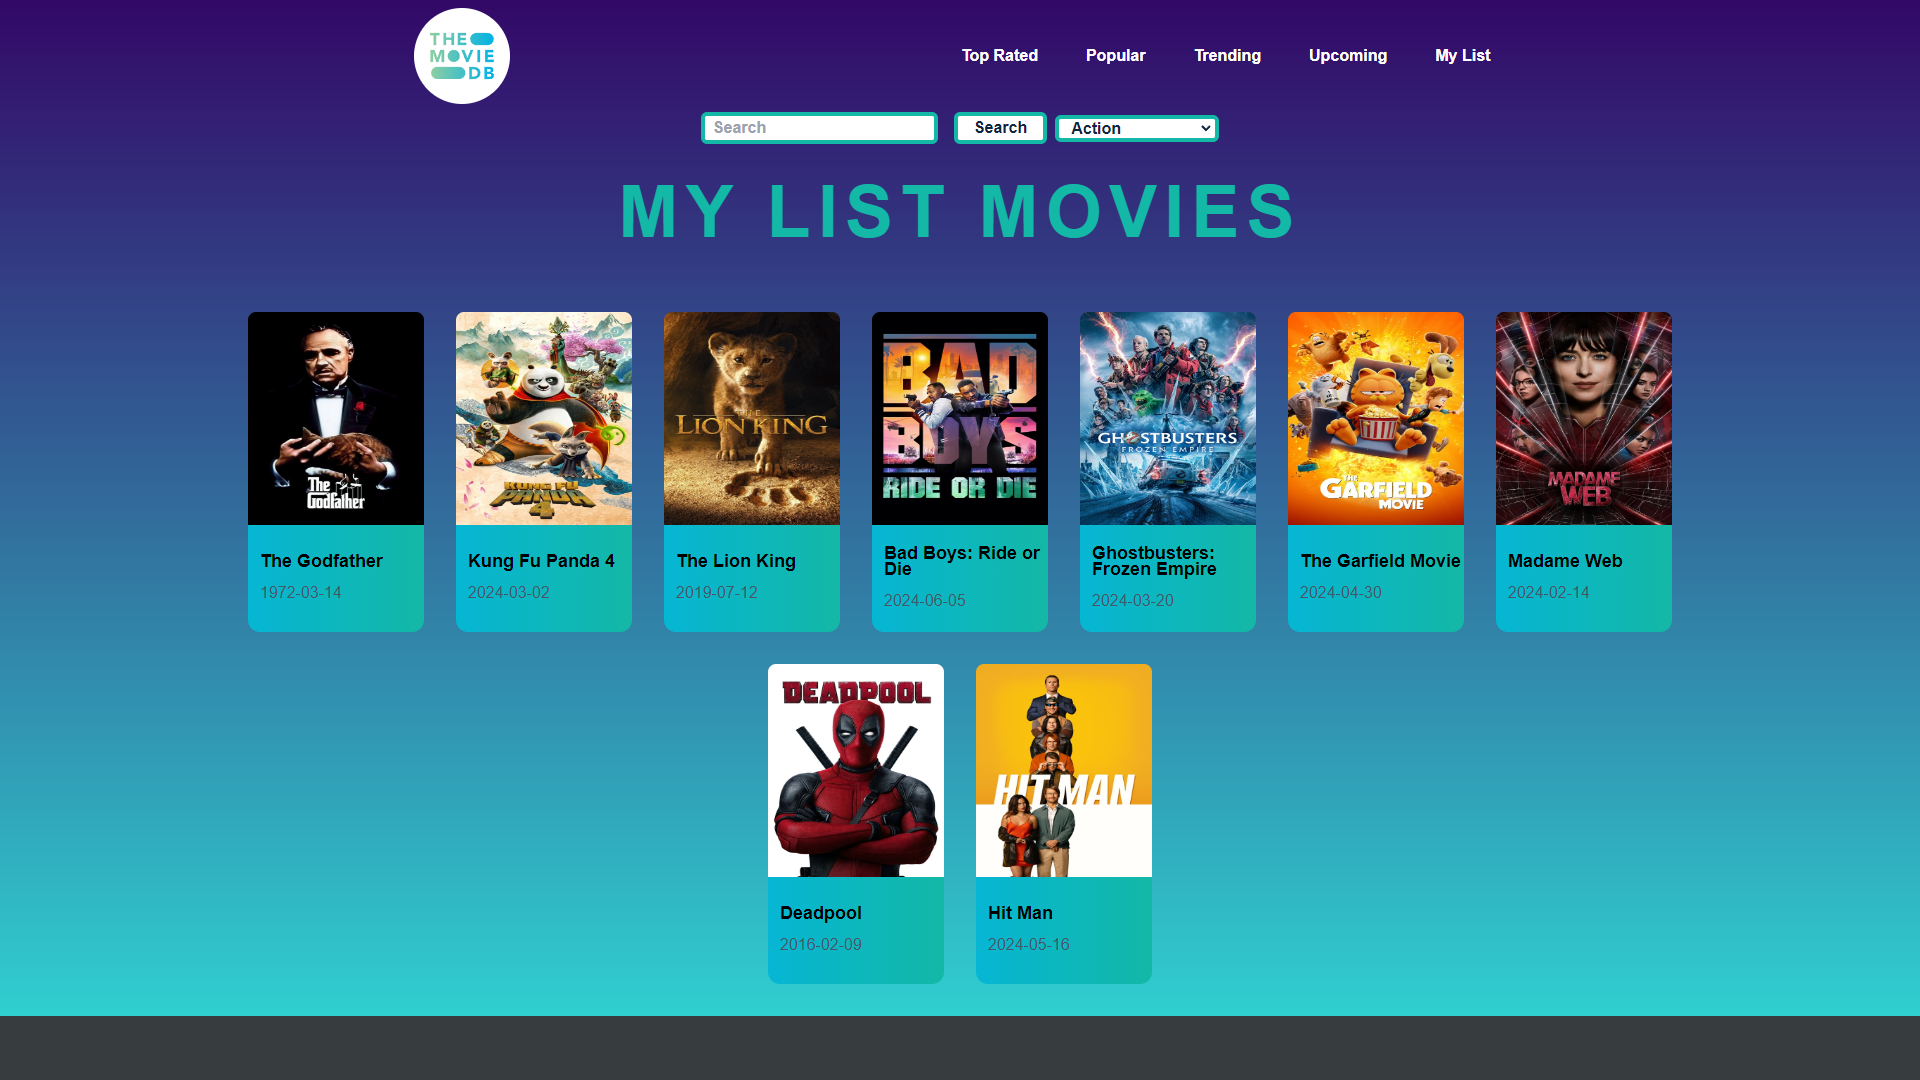 THE
MOVIE
DB
Top Rated
Popular
Trending
Upcoming
My List
Search
Search
Action
MY LIST MOVIES
The
Godfather
KUNG FU
PANDA
4
THE
LION KING
BAD
BOYS
RIDE OR DIE
GHOSTBUSTERS
FROZEN EMPIRE
THE
GARFIELD
MOVIE
MADAME
WEB
The Godfather
1972-03-14
Kung Fu Panda 4
2024-03-02
The Lion King
2019-07-12
Bad Boys: Ride or
Die
2024-06-05
Ghostbusters:
Frozen Empire
2024-03-20
The Garfield Movie
2024-04-30
Madame Web
2024-02-14
DEADPOOL
HIT MAN
Deadpool
2016-02-09
Hit Man
2024-05-16